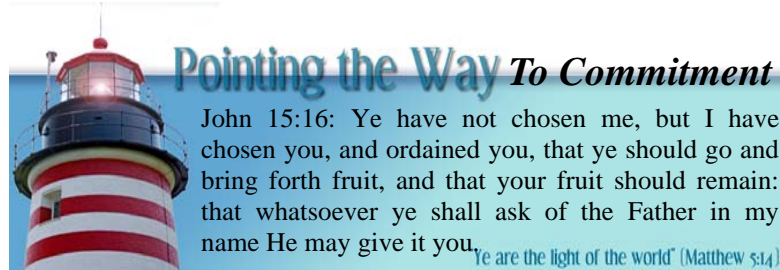 Pointing the Way To Commitment
John 15:16: Ye have not chosen me, but I have
chosen you, and ordained you, that ye should go and
bring forth fruit, and that your fruit should remain:
that whatsoever ye shall ask of the Father in my
name He may give it you.
Ye are the light of the world" (Matthew 5:14)